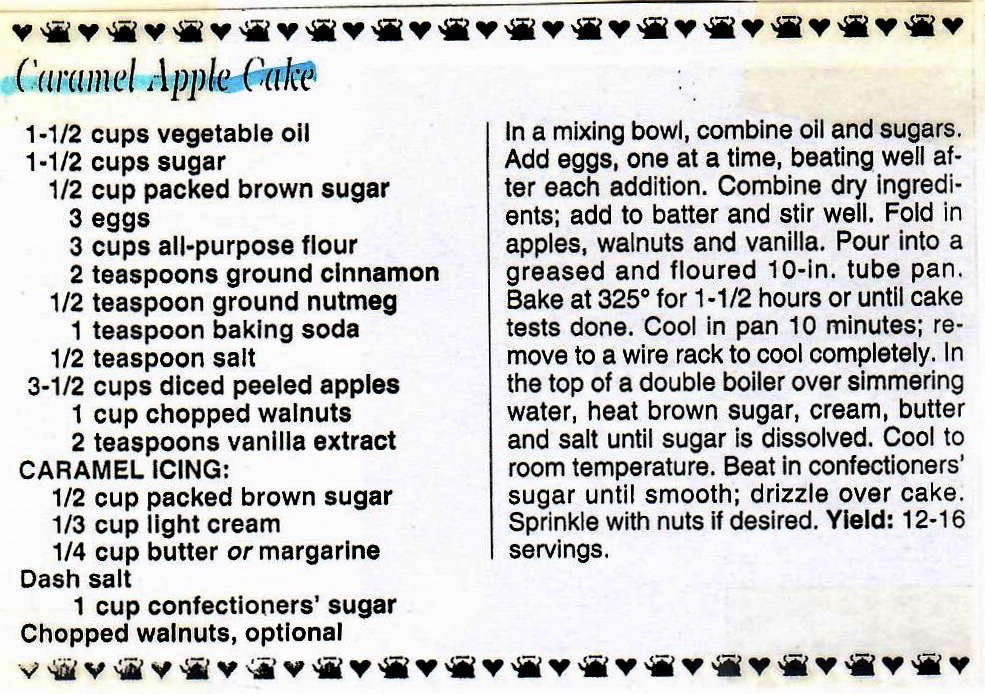 Caramel Apple Cake
1-1/2 cups vegetable oil
1-1/2 cups sugar
1/2 cup packed brown sugar
3 eggs
3 cups all-purpose flour
2 teaspoons ground cinnamon
1/2 teaspoon ground nutmeg
1 teaspoon baking soda
1/2 teaspoon salt
3-1/2 cups diced peeled apples
1 cup chopped walnuts
2 teaspoons vanilla extract
CARAMEL ICING:
1/2 cup packed brown sugar
1/3 cup light cream
1/4 cup butter or margarine
Dash salt
1 cup confectioners' sugar
Chopped walnuts, optional
In a mixing bowl, combine oil and sugars.
Add eggs, one at a time, beating well af-
ter each addition. Combine dry ingredi-
ents; add to batter and stir well. Fold in
apples, walnuts and vanilla. Pour into a
greased and floured 10-in. tube pan.
Bake at 325° for 1-1/2 hours or until cake
tests done. Cool in pan 10 minutes; re-
move to a wire rack to cool completely. In
the top of a double boiler over simmering
water, heat brown sugar, cream, butter
and salt until sugar is dissolved. Cool to
room temperature. Beat in confectioners'
sugar until smooth; drizzle over cake.
Sprinkle with nuts if desired. Yield: 12-16
servings.